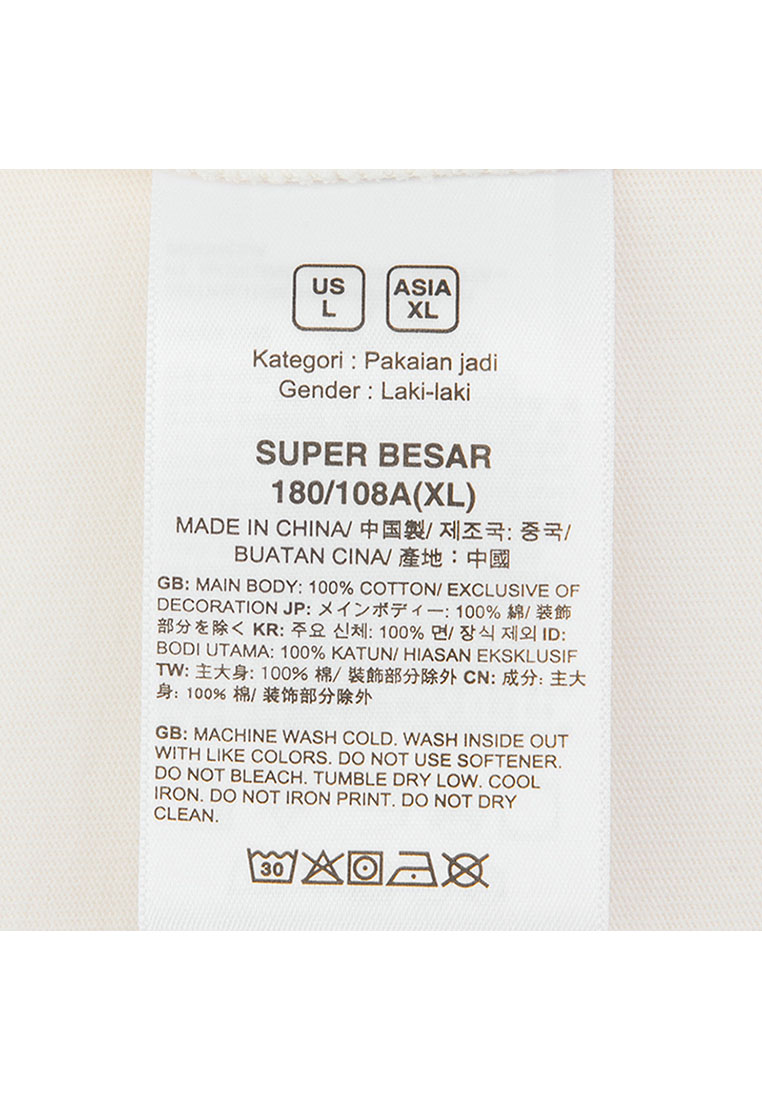 US
L
ASIA
XL
Kategori : Pakaian jadi
Gender : Laki-laki
SUPER BESAR
180/108A(XL)
MADE IN CHINA/ 中国製/ 제조국: 중국/
BUATAN CINA/ 產地：中國
GB: MAIN BODY: 100% COTTON/ EXCLUSIVE OF
DECORATION JP: メインボディー: 100% 綿/ 装飾
部分を除く KR: 주요 신체: 100% 면/ 장식 제외 ID:
BODI UTAMA: 100% KATUN/ HIASAN EKSKLUSIF
TW: 主大身: 100% 棉/ 裝飾部分除外 CN: 成分: 主大
身: 100% 棉/ 装饰部分除外
GB: MACHINE WASH COLD. WASH INSIDE OUT
WITH LIKE COLORS. DO NOT USE SOFTENER.
DO NOT BLEACH. TUMBLE DRY LOW. COOL
IRON. DO NOT IRON PRINT. DO NOT DRY
CLEAN.
30